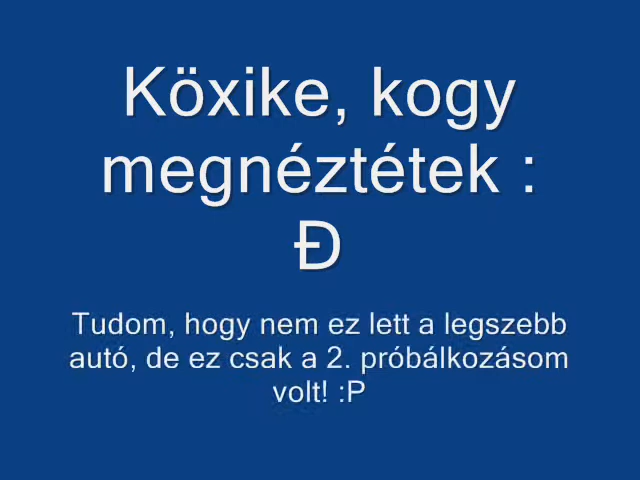 Köxike, kogy
megnéztétek :
Đ
Tudom, hogy nem ez lett a legszebb
autó, de ez csak a 2. próbálkozásom
volt! :P